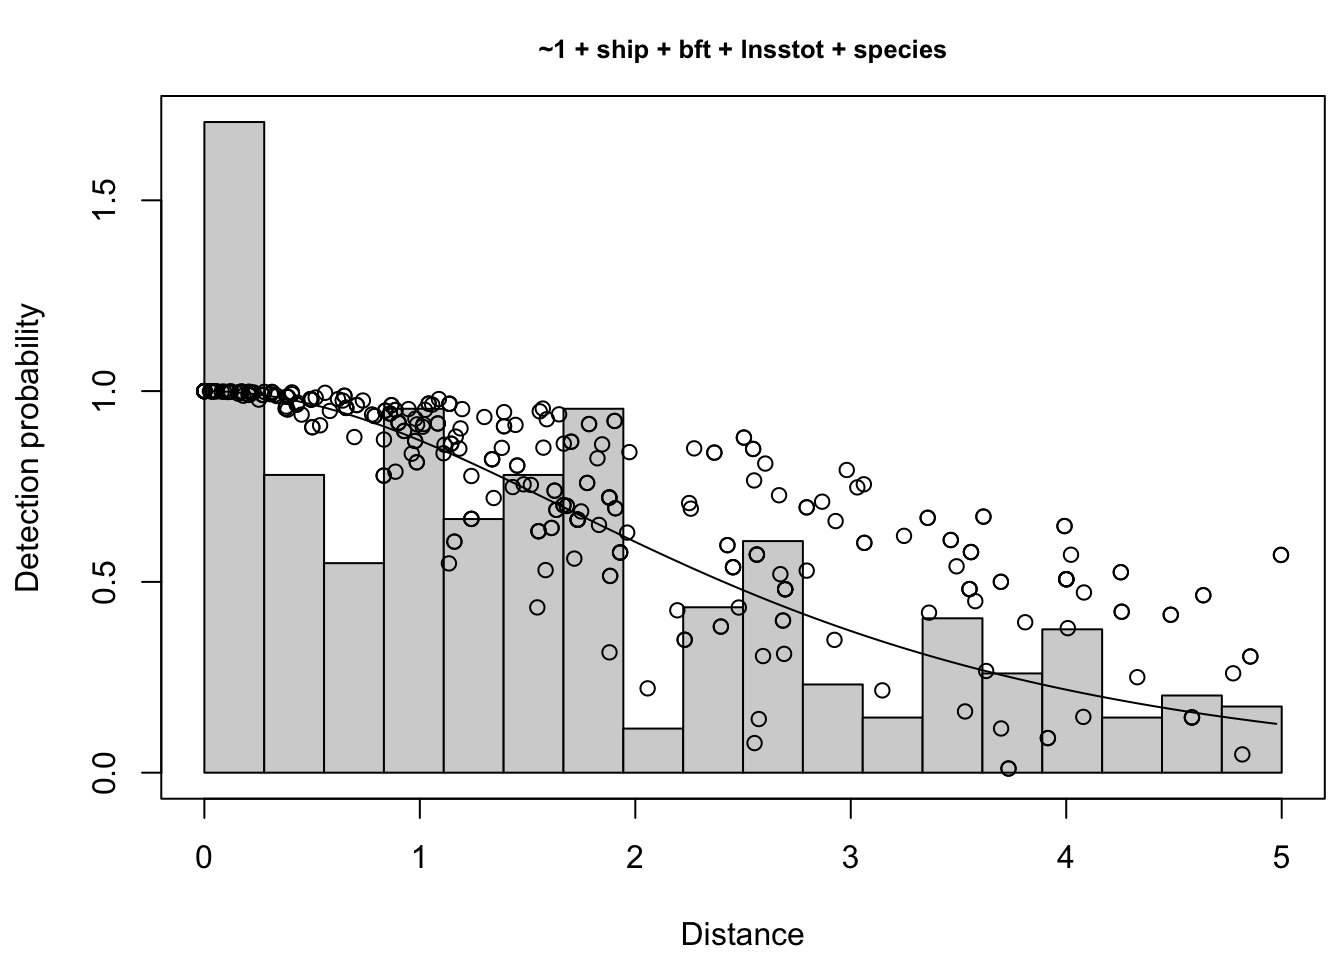 ~1 + ship + bft + lnsstot + species
Detection probability
1.5
1.0
0.5
0.0
0 1 2 3 4 5
Distance